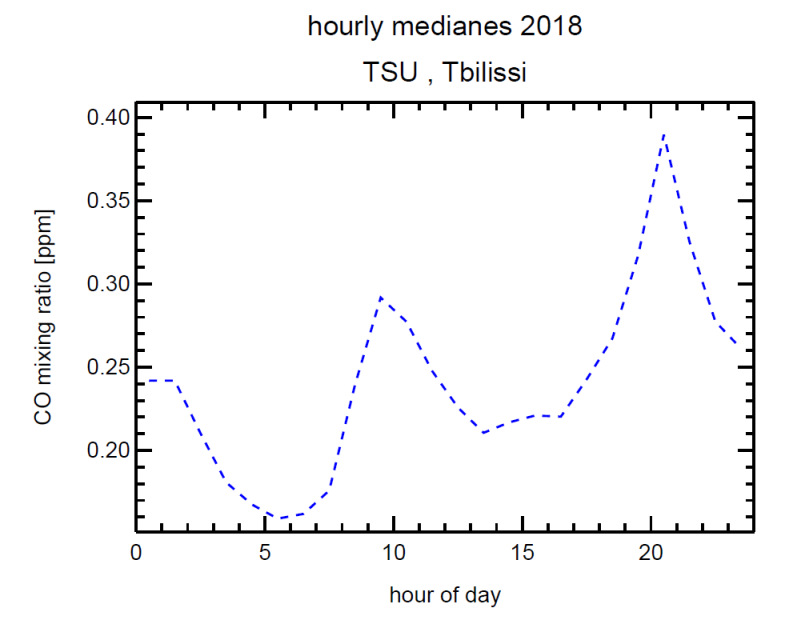 hourly medianes 2018
TSU , Tbilissi
0.40
0.35
0.30
0.25
0.20
CO mixing ratio [ppm]
0 5 10 15 20
hour of day